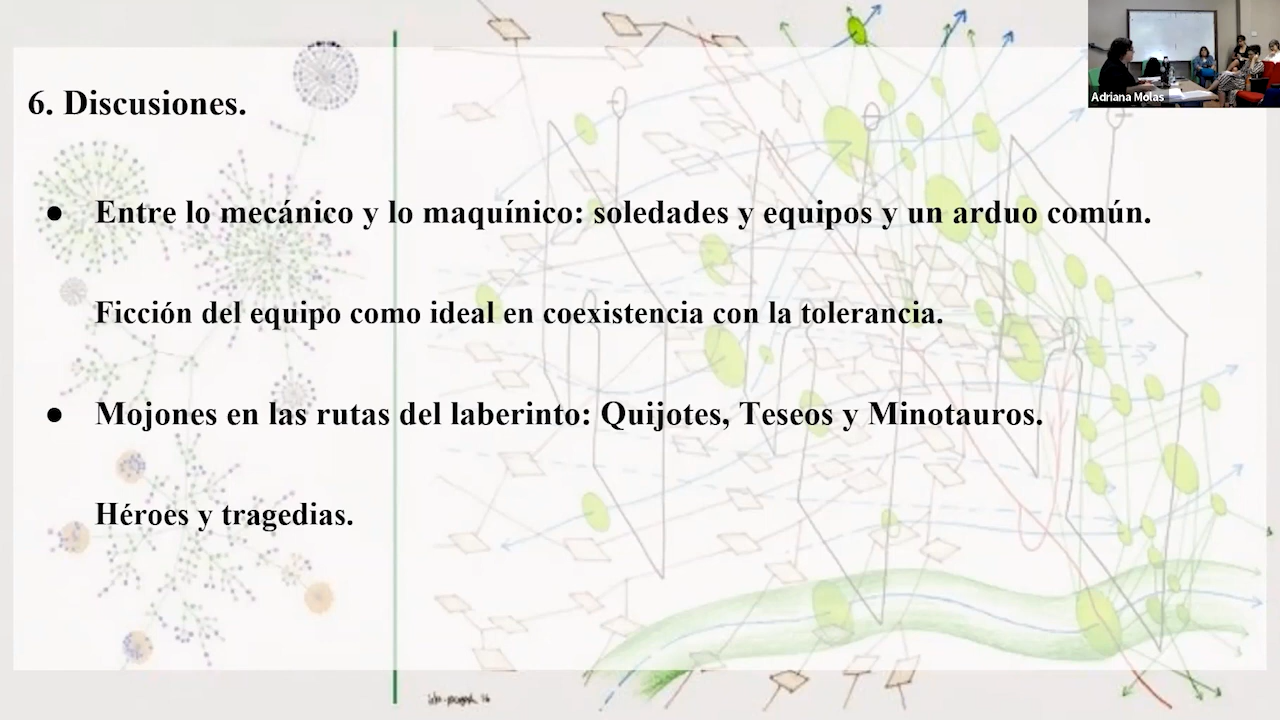 Adriana Molas
6. Discusiones.
● Entre lo mecánico y lo maquínico: soledades y equipos y un arduo común.
Ficción del equipo como ideal en coexistencia con la tolerancia.
● Mojones en las rutas del laberinto: Quijotes, Teseos y Minotauros.
Héroes y tragedias.